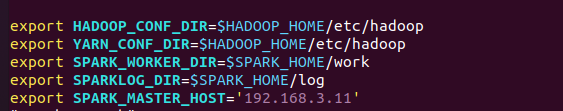 export HADOOP_CONF_DIR=$HADOOP_HOME/etc/hadoop
export YARN_CONF_DIR=$HADOOP_HOME/etc/hadoop
export SPARK_WORKER_DIR=$SPARK_HOME/work
export SPARKLOG_DIR=$SPARK_HOME/log
export SPARK_MASTER_HOST='192.168.3.11'